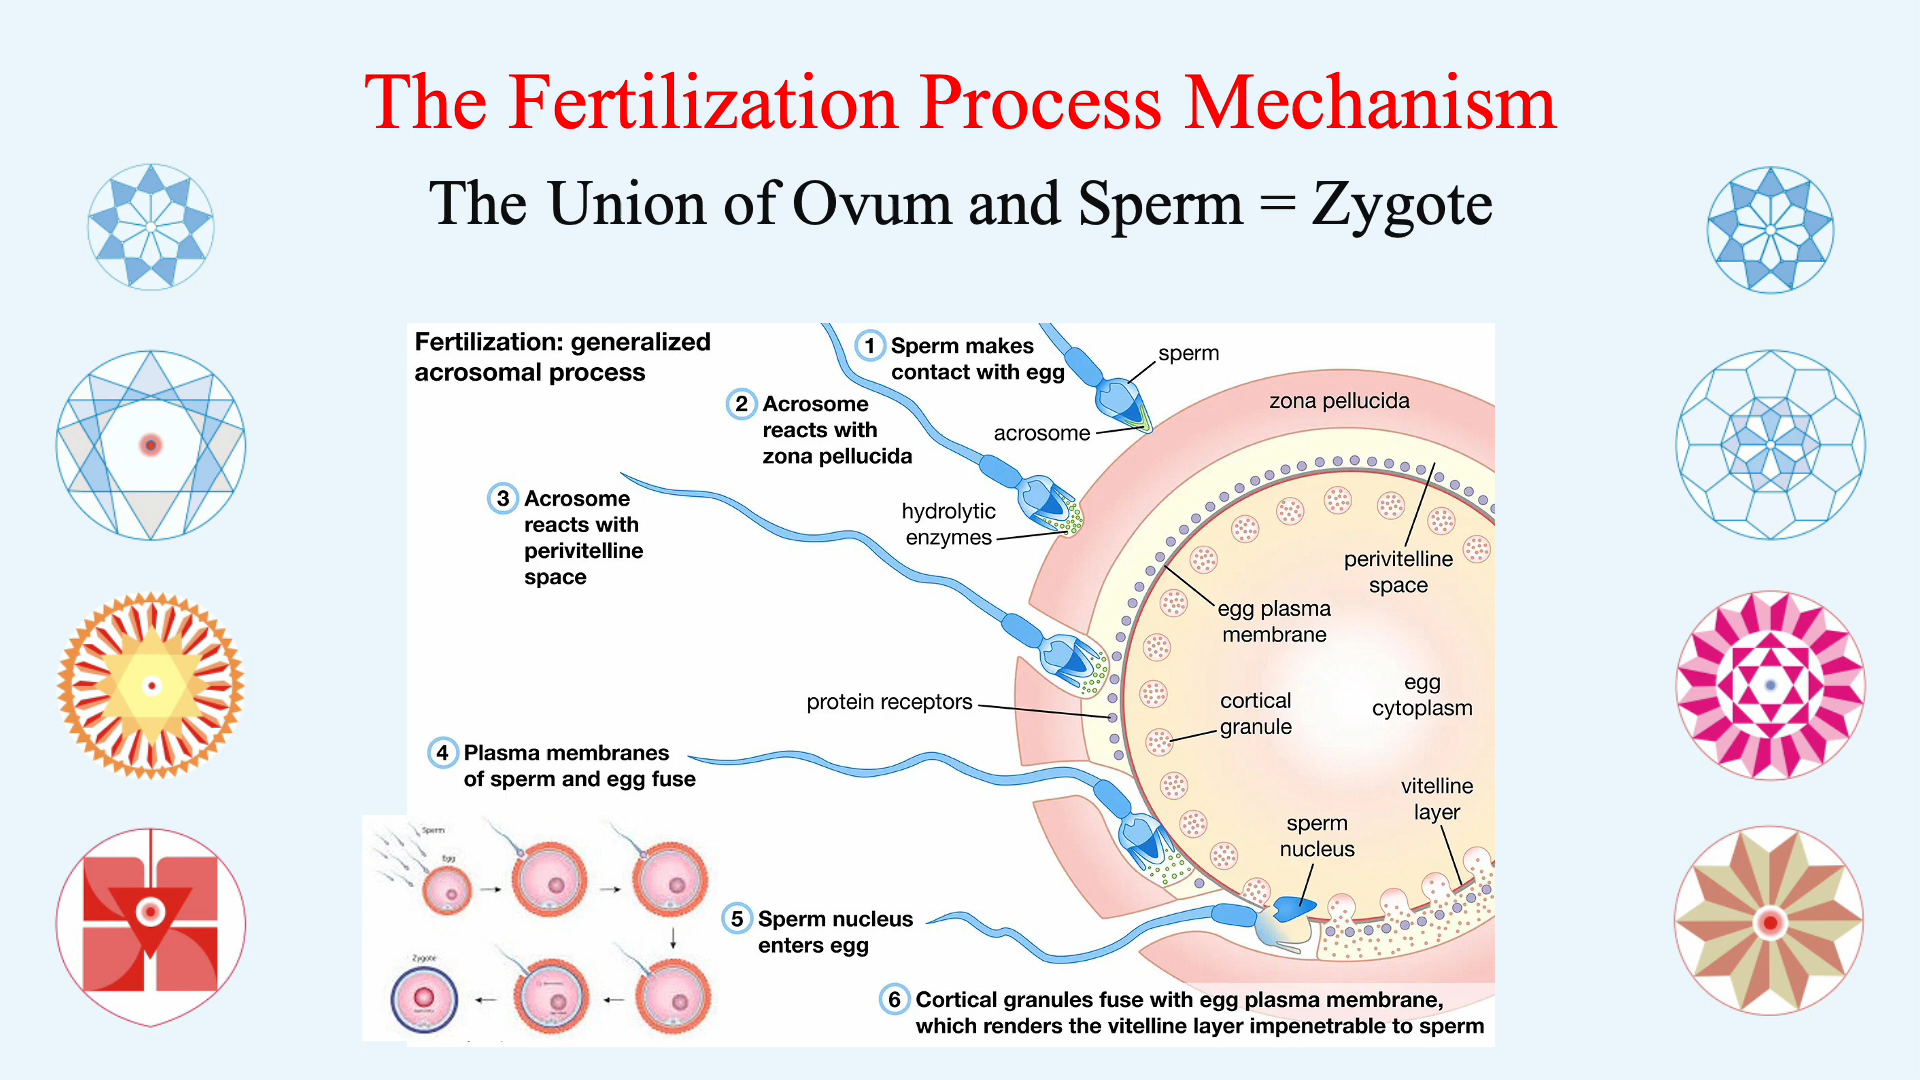 The Fertilization Process Mechanism
The Union of Ovum and Sperm = Zygote
Fertilization: generalized
acrosomal process
1 Sperm makes
contact with egg
sperm
acrosome
zona pellucida
2 Acrosome
reacts with
zona pellucida
hydrolytic
enzymes
3 Acrosome
reacts with
perivitelline
space
perivitelline
space
egg plasma
membrane
protein receptors
cortical
granule
egg
cytoplasm
4 Plasma membranes
of sperm and egg fuse
vitelline
layer
sperm
nucleus
5 Sperm nucleus
enters egg
6 Cortical granules fuse with egg plasma membrane,
which renders the vitelline layer impenetrable to sperm
Sperm
Egg
Zygote